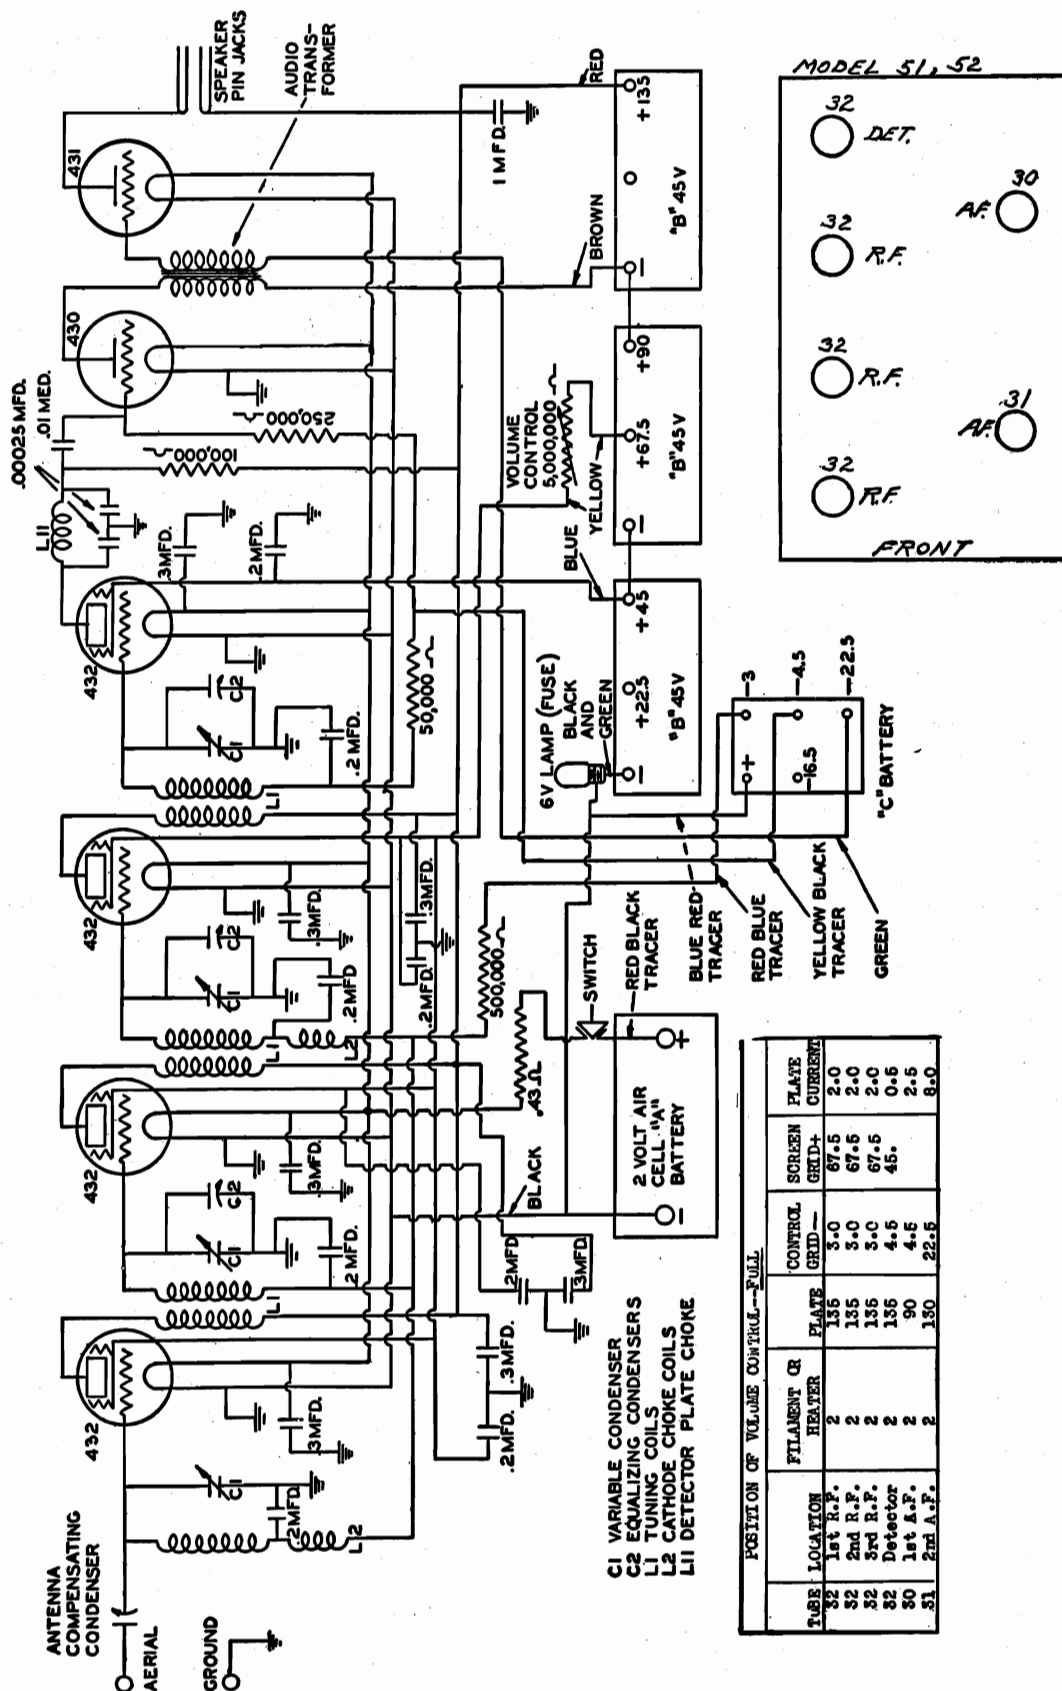 ANTENNA
COMPENSATING
CONDENSER
AERIAL
GROUND
432
432
432
432
430
431
C1
.2MFD.
L2
.3MFD.
.2MFD.
.3MFD.
L1
C1
C2
.2 MFD.
.3MFD.
.2MFD.
.3MFD.
L1
L2
C1
C2
.2MFD
.3MFD.
.2MFD.
.3MFD.
L1
C1
C2
.2 MFD.
.3MFD.
.2MFD.
L11
.00025 MFD.
.01 MED.
100,000
250,000
50,000
500,000
.43 Ω
SPEAKER
PIN JACKS
AUDIO
TRANS-
FORMER
1 MFD.
RED
BROWN
VOLUME
CONTROL
5,000,000
YELLOW
BLUE
6V LAMP (FUSE)
BLACK
AND
GREEN
BLACK
SWITCH
RED BLACK
TRACER
BLUE RED
TRACER
RED BLUE
TRACER
YELLOW BLACK
TRACER
GREEN
2 VOLT AIR
CELL "A"
BATTERY
−
+
−
+22.5
+45
"B" 45V
−
+67.5
+90
"B" 45V
−
+135
"B" 45V
+
−3
−16.5
−4.5
−22.5
"C" BATTERY
C1 VARIABLE CONDENSER
C2 EQUALIZING CONDENSERS
L1 TUNING COILS
L2 CATHODE CHOKE COILS
L11 DETECTOR PLATE CHOKE
POSITION OF VOLUME CONTROL--FULL
TUBE LOCATION FILAMENT OR HEATER PLATE CONTROL GRID— SCREEN GRID+ PLATE CURRENT
32 1st R.F. 2 135 3.0 67.5 2.0
32 2nd R.F. 2 135 3.0 67.5 2.0
32 3rd R.F. 2 135 3.0 67.5 2.0
32 Detector 2 135 4.5 45. 0.5
30 1st A.F. 2 90 4.5 2.5
31 2nd A.F. 2 130 22.5 8.0
MODEL 51, 52
32
DET.
32
R.F.
32
R.F.
32
R.F.
30
AF.
31
AF.
FRONT